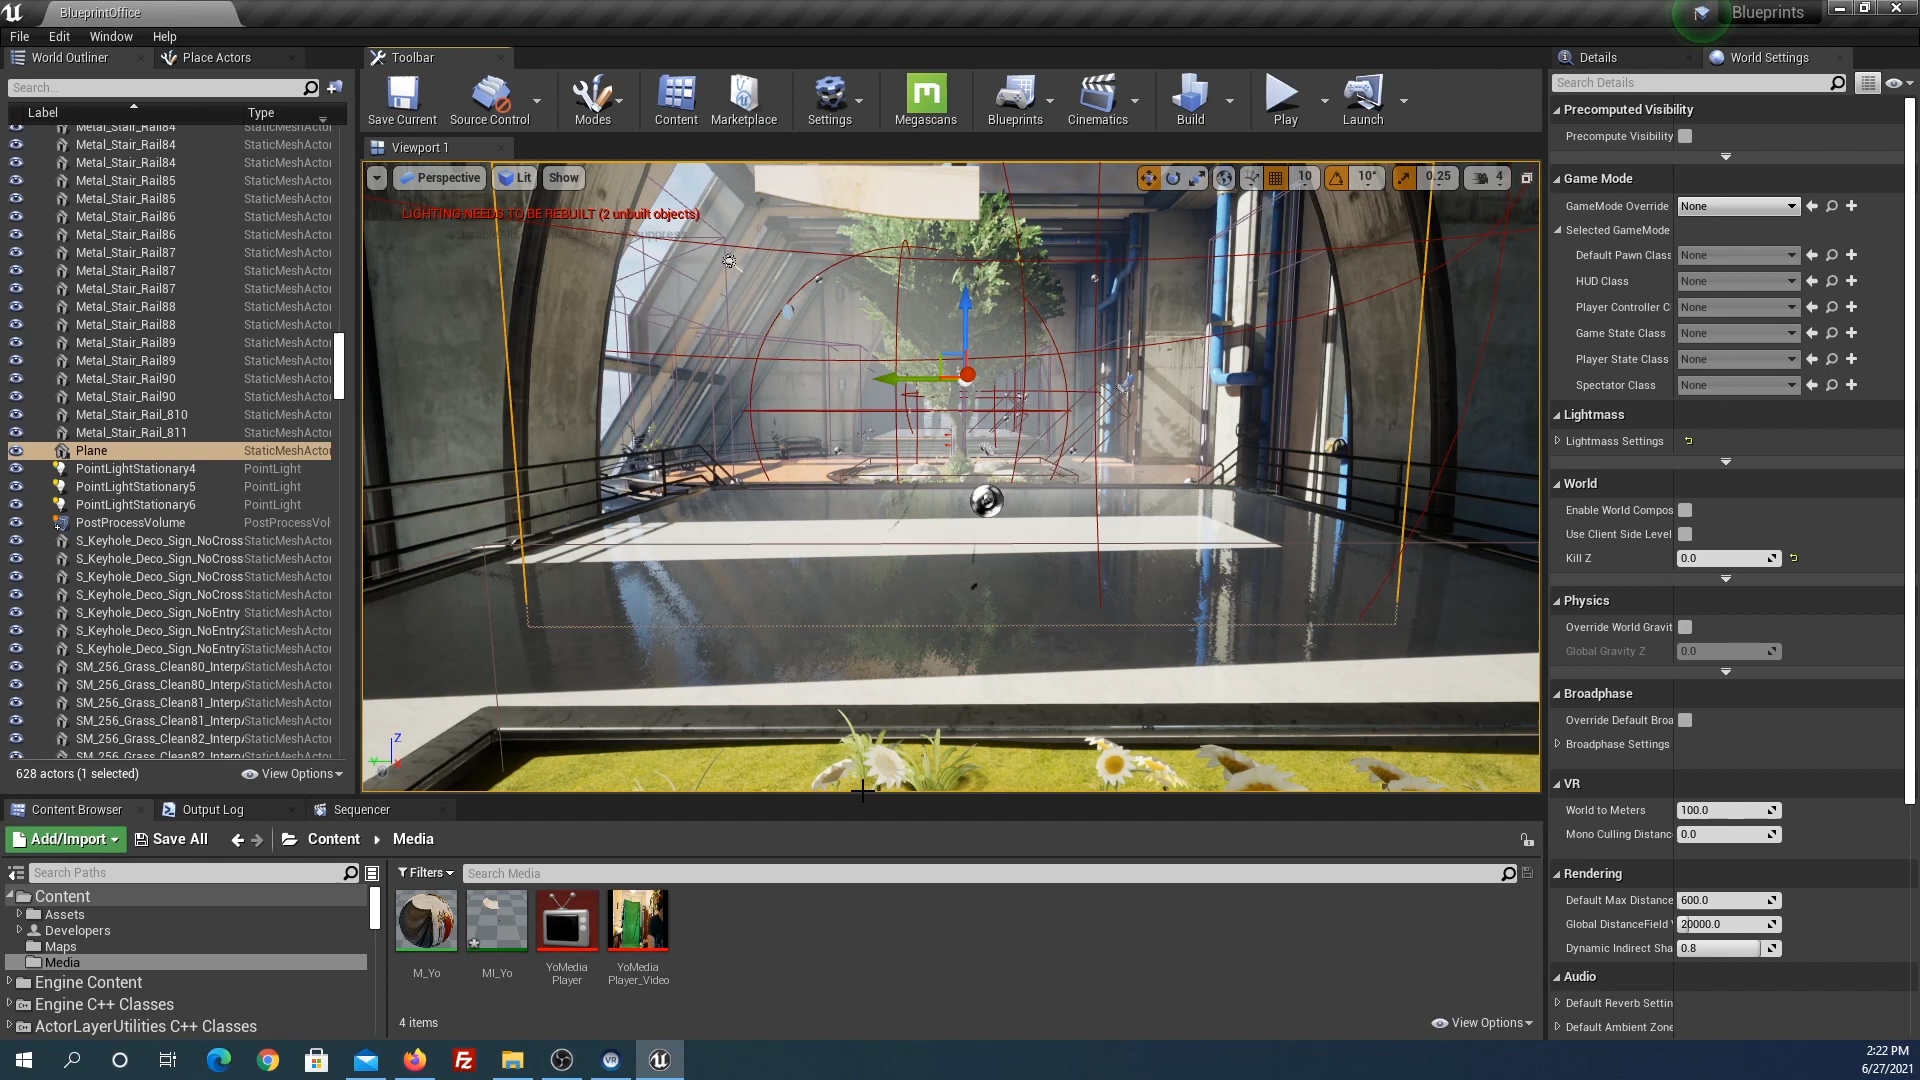 BlueprintOffice
Blueprints
File Edit Window Help
World Outliner Place Actors
Search...
Label Type
Metal_Stair_Rail84 StaticMeshActor
Metal_Stair_Rail84 StaticMeshActor
Metal_Stair_Rail84 StaticMeshActor
Metal_Stair_Rail85 StaticMeshActor
Metal_Stair_Rail85 StaticMeshActor
Metal_Stair_Rail86 StaticMeshActor
Metal_Stair_Rail86 StaticMeshActor
Metal_Stair_Rail87 StaticMeshActor
Metal_Stair_Rail87 StaticMeshActor
Metal_Stair_Rail87 StaticMeshActor
Metal_Stair_Rail88 StaticMeshActor
Metal_Stair_Rail88 StaticMeshActor
Metal_Stair_Rail89 StaticMeshActor
Metal_Stair_Rail89 StaticMeshActor
Metal_Stair_Rail90 StaticMeshActor
Metal_Stair_Rail90 StaticMeshActor
Metal_Stair_Rail_810 StaticMeshActor
Metal_Stair_Rail_811 StaticMeshActor
Plane StaticMeshActor
PointLightStationary4 PointLight
PointLightStationary5 PointLight
PointLightStationary6 PointLight
PostProcessVolume PostProcessVol
S_Keyhole_Deco_Sign_NoCross StaticMeshActor
S_Keyhole_Deco_Sign_NoCross StaticMeshActor
S_Keyhole_Deco_Sign_NoCross StaticMeshActor
S_Keyhole_Deco_Sign_NoCross StaticMeshActor
S_Keyhole_Deco_Sign_NoEntry StaticMeshActor
S_Keyhole_Deco_Sign_NoEntry2 StaticMeshActor
S_Keyhole_Deco_Sign_NoEntry7 StaticMeshActor
SM_256_Grass_Clean80_Interp StaticMeshActor
SM_256_Grass_Clean80_Interp StaticMeshActor
SM_256_Grass_Clean81_Interp StaticMeshActor
SM_256_Grass_Clean81_Interp StaticMeshActor
SM_256_Grass_Clean82_Interp StaticMeshActor
SM_256_Grass_Clean82_Interp StaticMeshActor
628 actors (1 selected) View Options
Toolbar
Save Current Source Control Modes Content Marketplace Settings Megascans Blueprints Cinematics Build Play Launch
Viewport 1
Perspective Lit Show 10 10° 0.25 4
LIGHTING NEEDS TO BE REBUILT (2 unbuilt objects)
Z
Y X
Details World Settings
Search Details
Precomputed Visibility
Precompute Visibility
Game Mode
GameMode Override None
Selected GameMode
Default Pawn Class None
HUD Class None
Player Controller C None
Game State Class None
Player State Class None
Spectator Class None
Lightmass
Lightmass Settings
World
Enable World Compos
Use Client Side Level
Kill Z 0.0
Physics
Override World Gravit
Global Gravity Z 0.0
Broadphase
Override Default Broa
Broadphase Settings
VR
World to Meters 100.0
Mono Culling Distanc 0.0
Rendering
Default Max Distance 600.0
Global DistanceField 20000.0
Dynamic Indirect Sha 0.8
Audio
Default Reverb Settin
Default Ambient Zone
Content Browser Output Log Sequencer
Add/Import Save All Content Media
Search Paths
Filters Search Media
Content
Assets
Developers
Maps
Media
Engine Content
Engine C++ Classes
ActorLayerUtilities C++ Classes
M_Yo MI_Yo YoMedia Player YoMedia Player_Video
4 items View Options
2:22 PM
6/27/2021